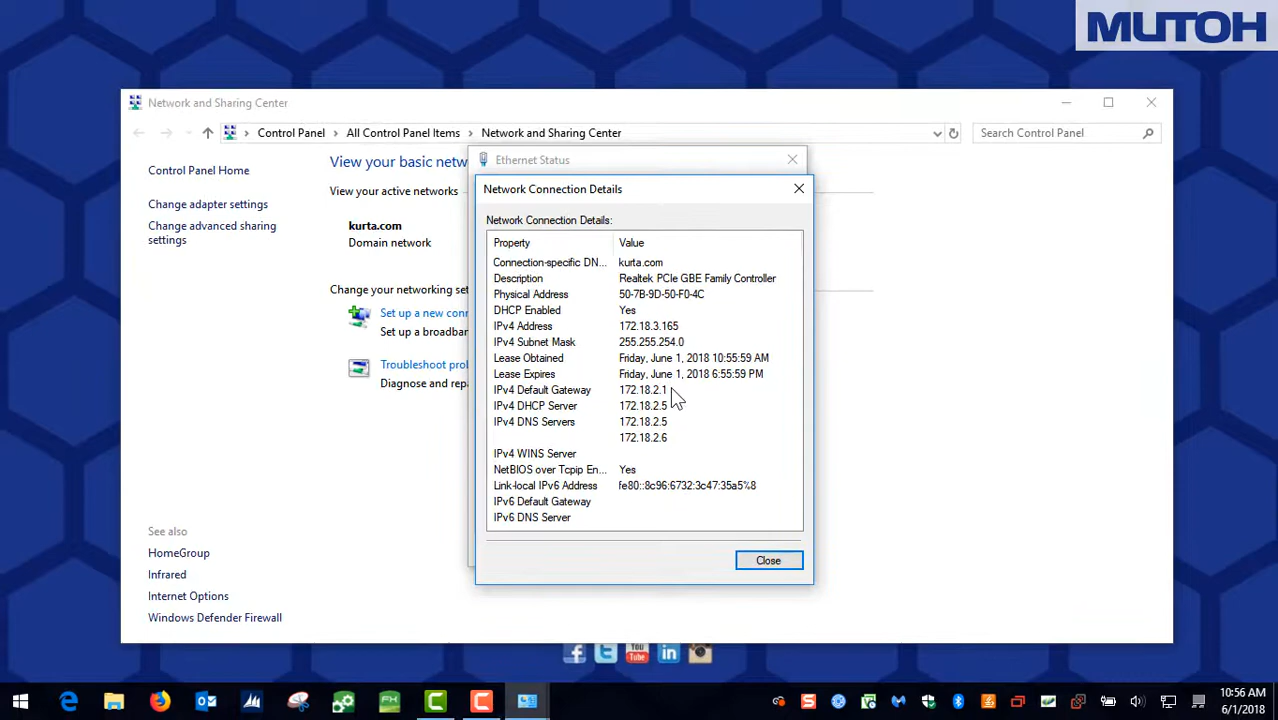 MUTOH
Network and Sharing Center
Control Panel > All Control Panel Items > Network and Sharing Center
Search Control Panel
Control Panel Home
Change adapter settings
Change advanced sharing
settings
View your basic netw
View your active networks
kurta.com
Domain network
Change your networking set
Set up a new conn
Set up a broadban
Troubleshoot prol
Diagnose and repa
Ethernet Status
Network Connection Details
Network Connection Details:
Property Value
Connection-specific DN... kurta.com
Description Realtek PCIe GBE Family Controller
Physical Address 50-7B-9D-50-F0-4C
DHCP Enabled Yes
IPv4 Address 172.18.3.165
IPv4 Subnet Mask 255.255.254.0
Lease Obtained Friday, June 1, 2018 10:55:59 AM
Lease Expires Friday, June 1, 2018 6:55:59 PM
IPv4 Default Gateway 172.18.2.1
IPv4 DHCP Server 172.18.2.5
IPv4 DNS Servers 172.18.2.5
172.18.2.6
IPv4 WINS Server
NetBIOS over Tcpip En... Yes
Link-local IPv6 Address fe80::8c96:6732:3c47:35a5%8
IPv6 Default Gateway
IPv6 DNS Server
Close
See also
HomeGroup
Infrared
Internet Options
Windows Defender Firewall
You
Tube
10:56 AM
6/1/2018